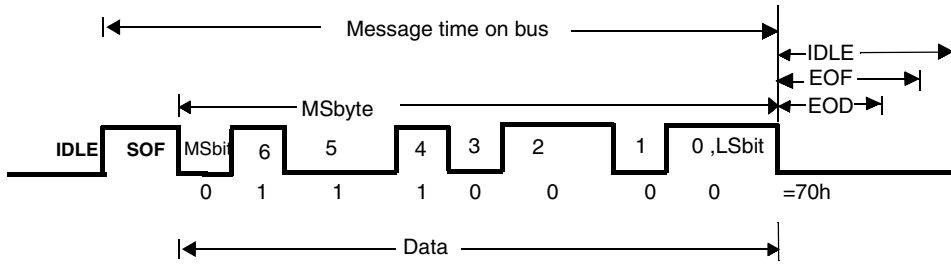 Message time on bus
IDLE
EOF
EOD
MSbyte
IDLE SOF MSbit 6 5 4 3 2 1 0 ,LSbit
0 1 1 1 0 0 0 0 =70h
Data